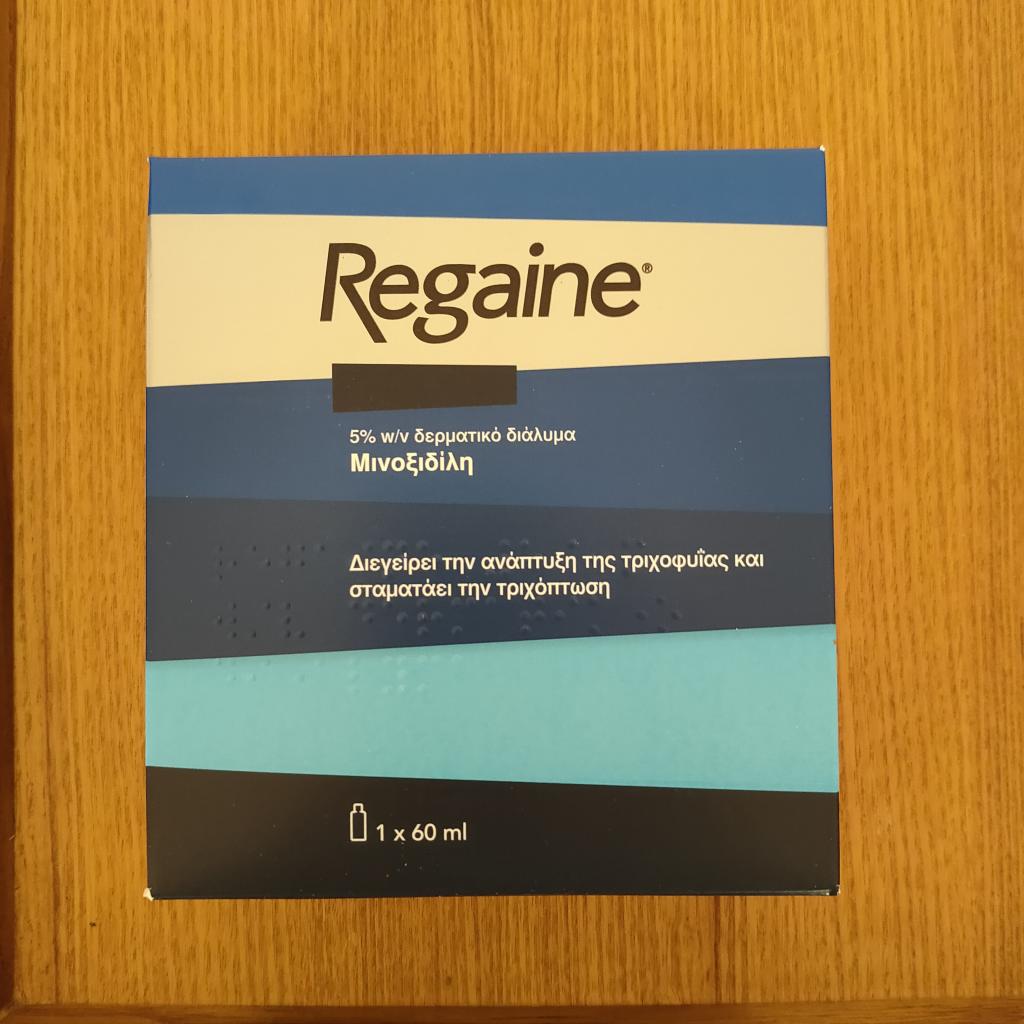 Regaine®
5% w/v δερματικό διάλυμα
Μινοξιδίλη
Διεγείρει την ανάπτυξη της τριχοφυΐας και
σταματάει την τριχόπτωση
1 x 60 ml